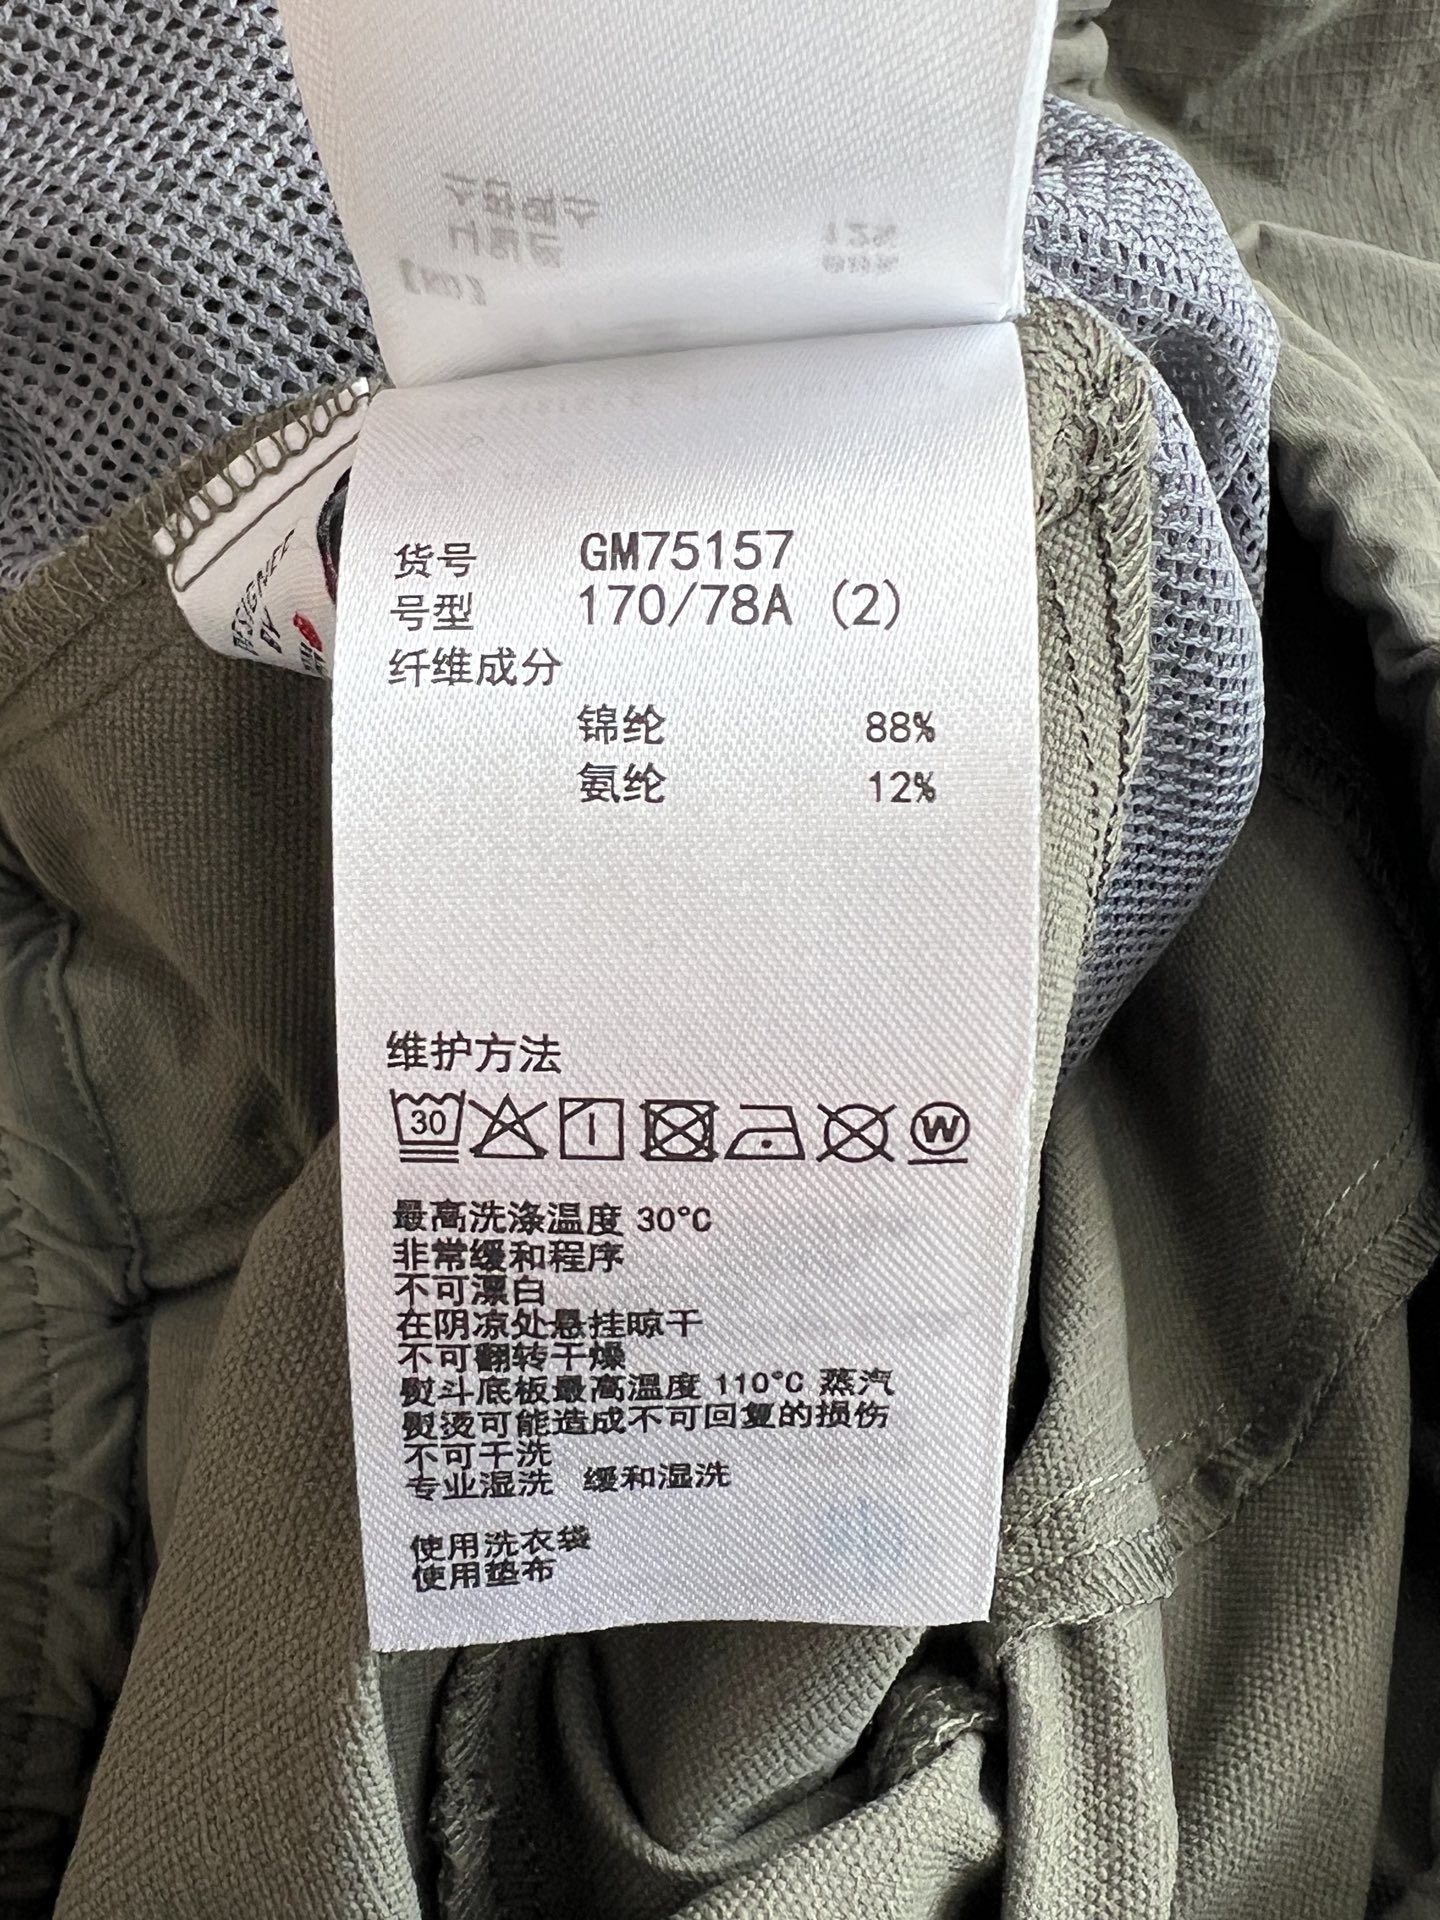 DESIGNED
BY
货号 GM75157
号型 170/78A (2)
纤维成分
锦纶 88%
氨纶 12%
维护方法
30
W
最高洗涤温度 30°C
非常缓和程序
不可漂白
在阴凉处悬挂晾干
不可翻转干燥
熨斗底板最高温度 110°C 蒸汽
熨烫可能造成不可回复的损伤
不可干洗
专业湿洗 缓和湿洗
使用洗衣袋
使用垫布